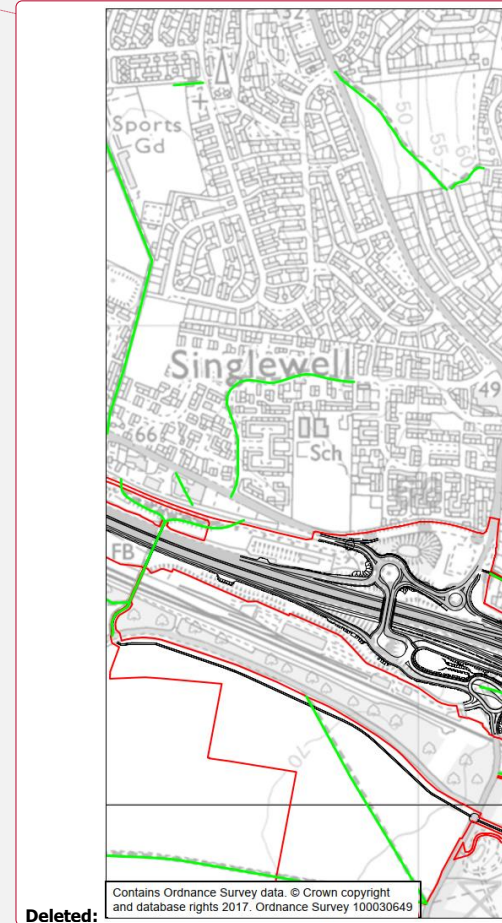 52
Sports
Gd
50
55
60
Singlewell
49
66
Sch
FB
70
Contains Ordnance Survey data. © Crown copyright
and database rights 2017. Ordnance Survey 100030649
Deleted: